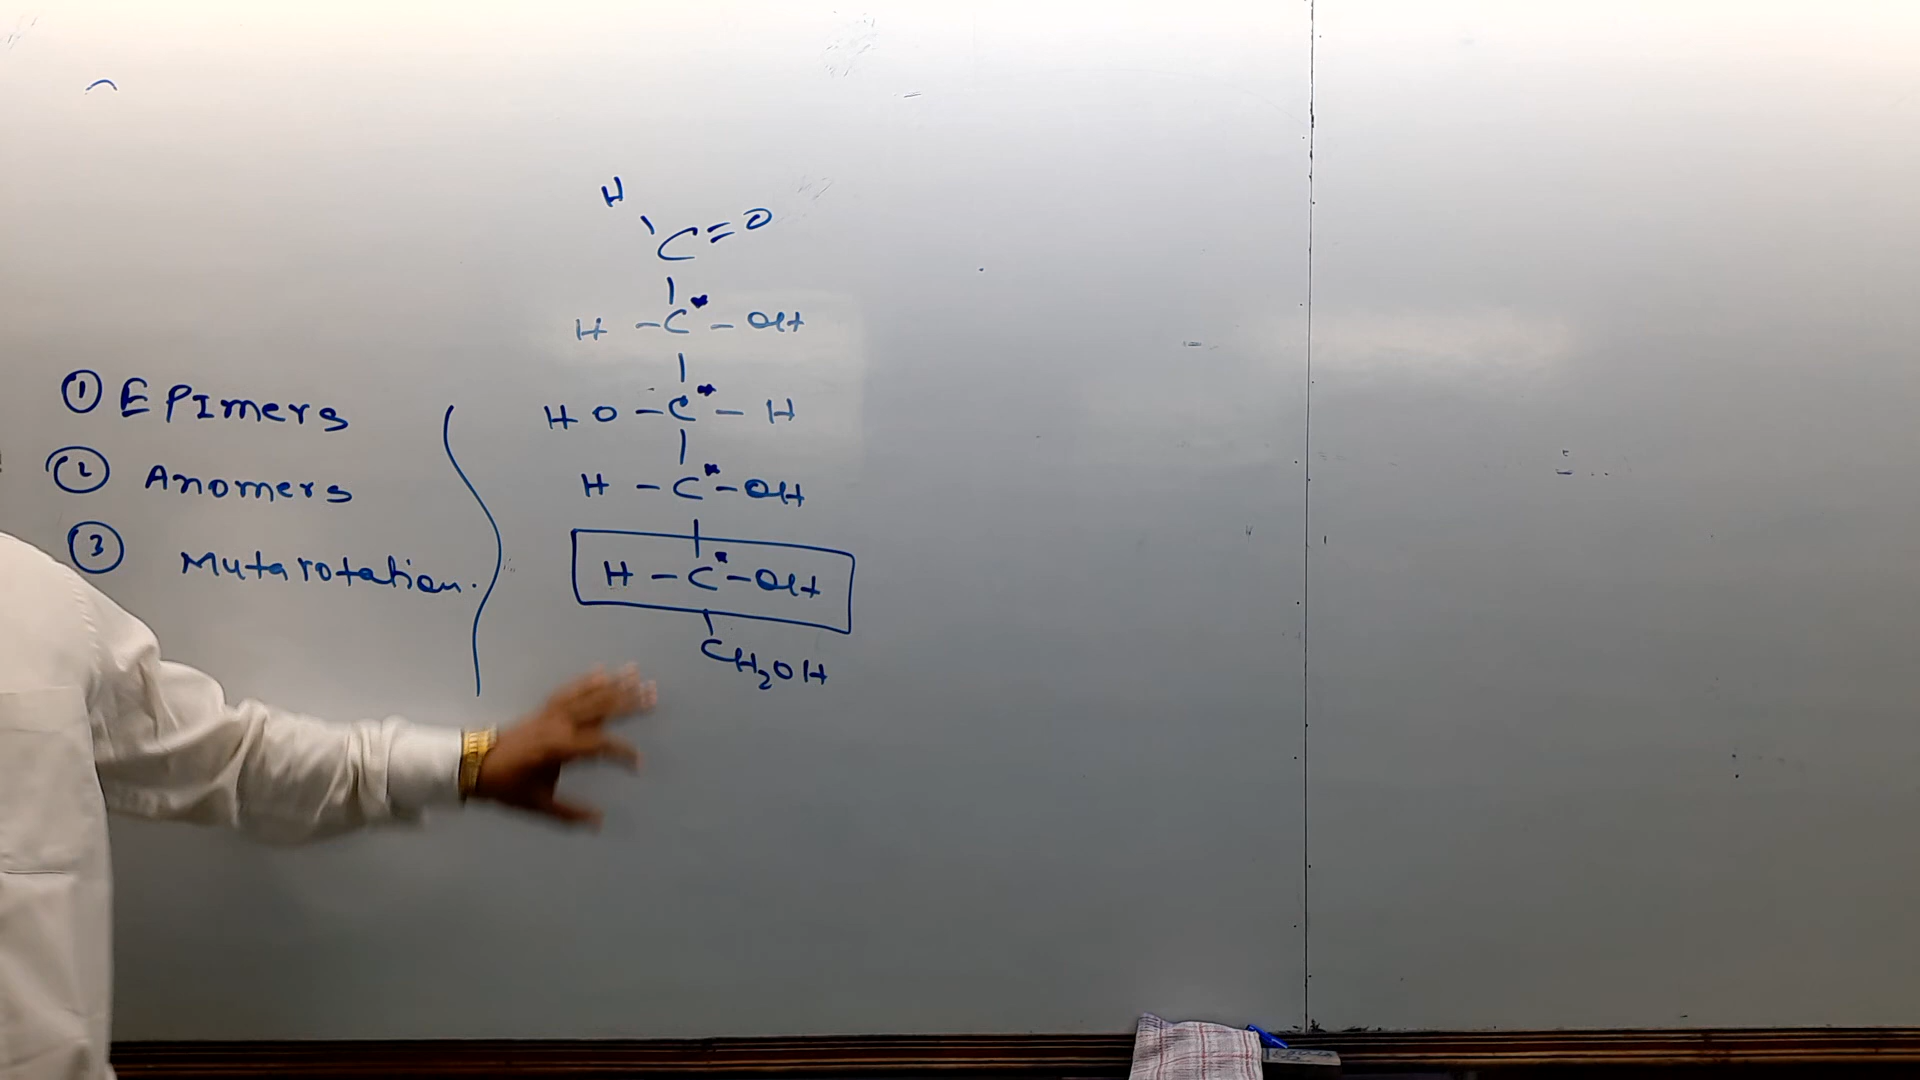 ① EPImers
② Anomers
③ Mutarotation.
H
C=O
H - C* - OH
HO - C* - H
H - C* - OH
H - C* - OH
CH₂OH